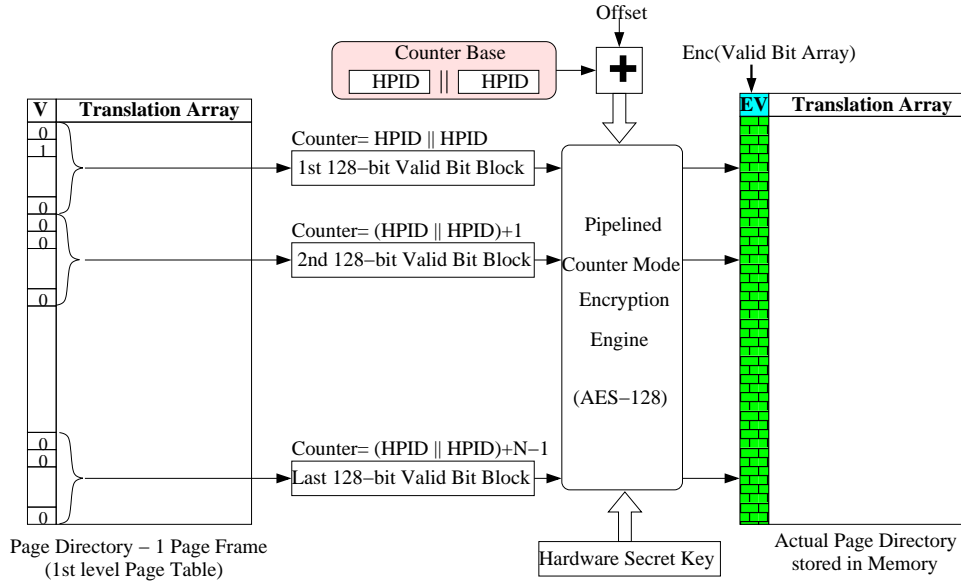 Offset
Counter Base
HPID || HPID
+
Enc(Valid Bit Array)
V Translation Array
EV Translation Array
0
1
0
0
0
0
0
0
0
Counter= HPID || HPID
1st 128−bit Valid Bit Block
Counter= (HPID || HPID)+1
2nd 128−bit Valid Bit Block
Counter= (HPID || HPID)+N−1
Last 128−bit Valid Bit Block
Pipelined
Counter Mode
Encryption
Engine
(AES−128)
Hardware Secret Key
Page Directory − 1 Page Frame
(1st level Page Table)
Actual Page Directory
stored in Memory